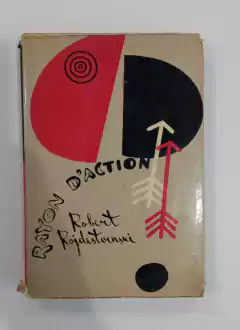 RAYON D'ACTION
Robert
Rojdestvenski